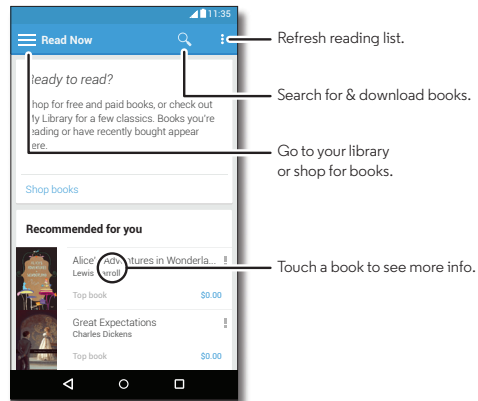 11:35
Read Now
Ready to read?
Shop for free and paid books, or check out
My Library for a few classics. Books you're
reading or have recently bought appear
here.
Shop books
Recommended for you
Alice's Adventures in Wonderla...
Lewis Carroll
Top book $0.00
Great Expectations
Charles Dickens
Top book $0.00
Refresh reading list.
Search for & download books.
Go to your library
or shop for books.
Touch a book to see more info.